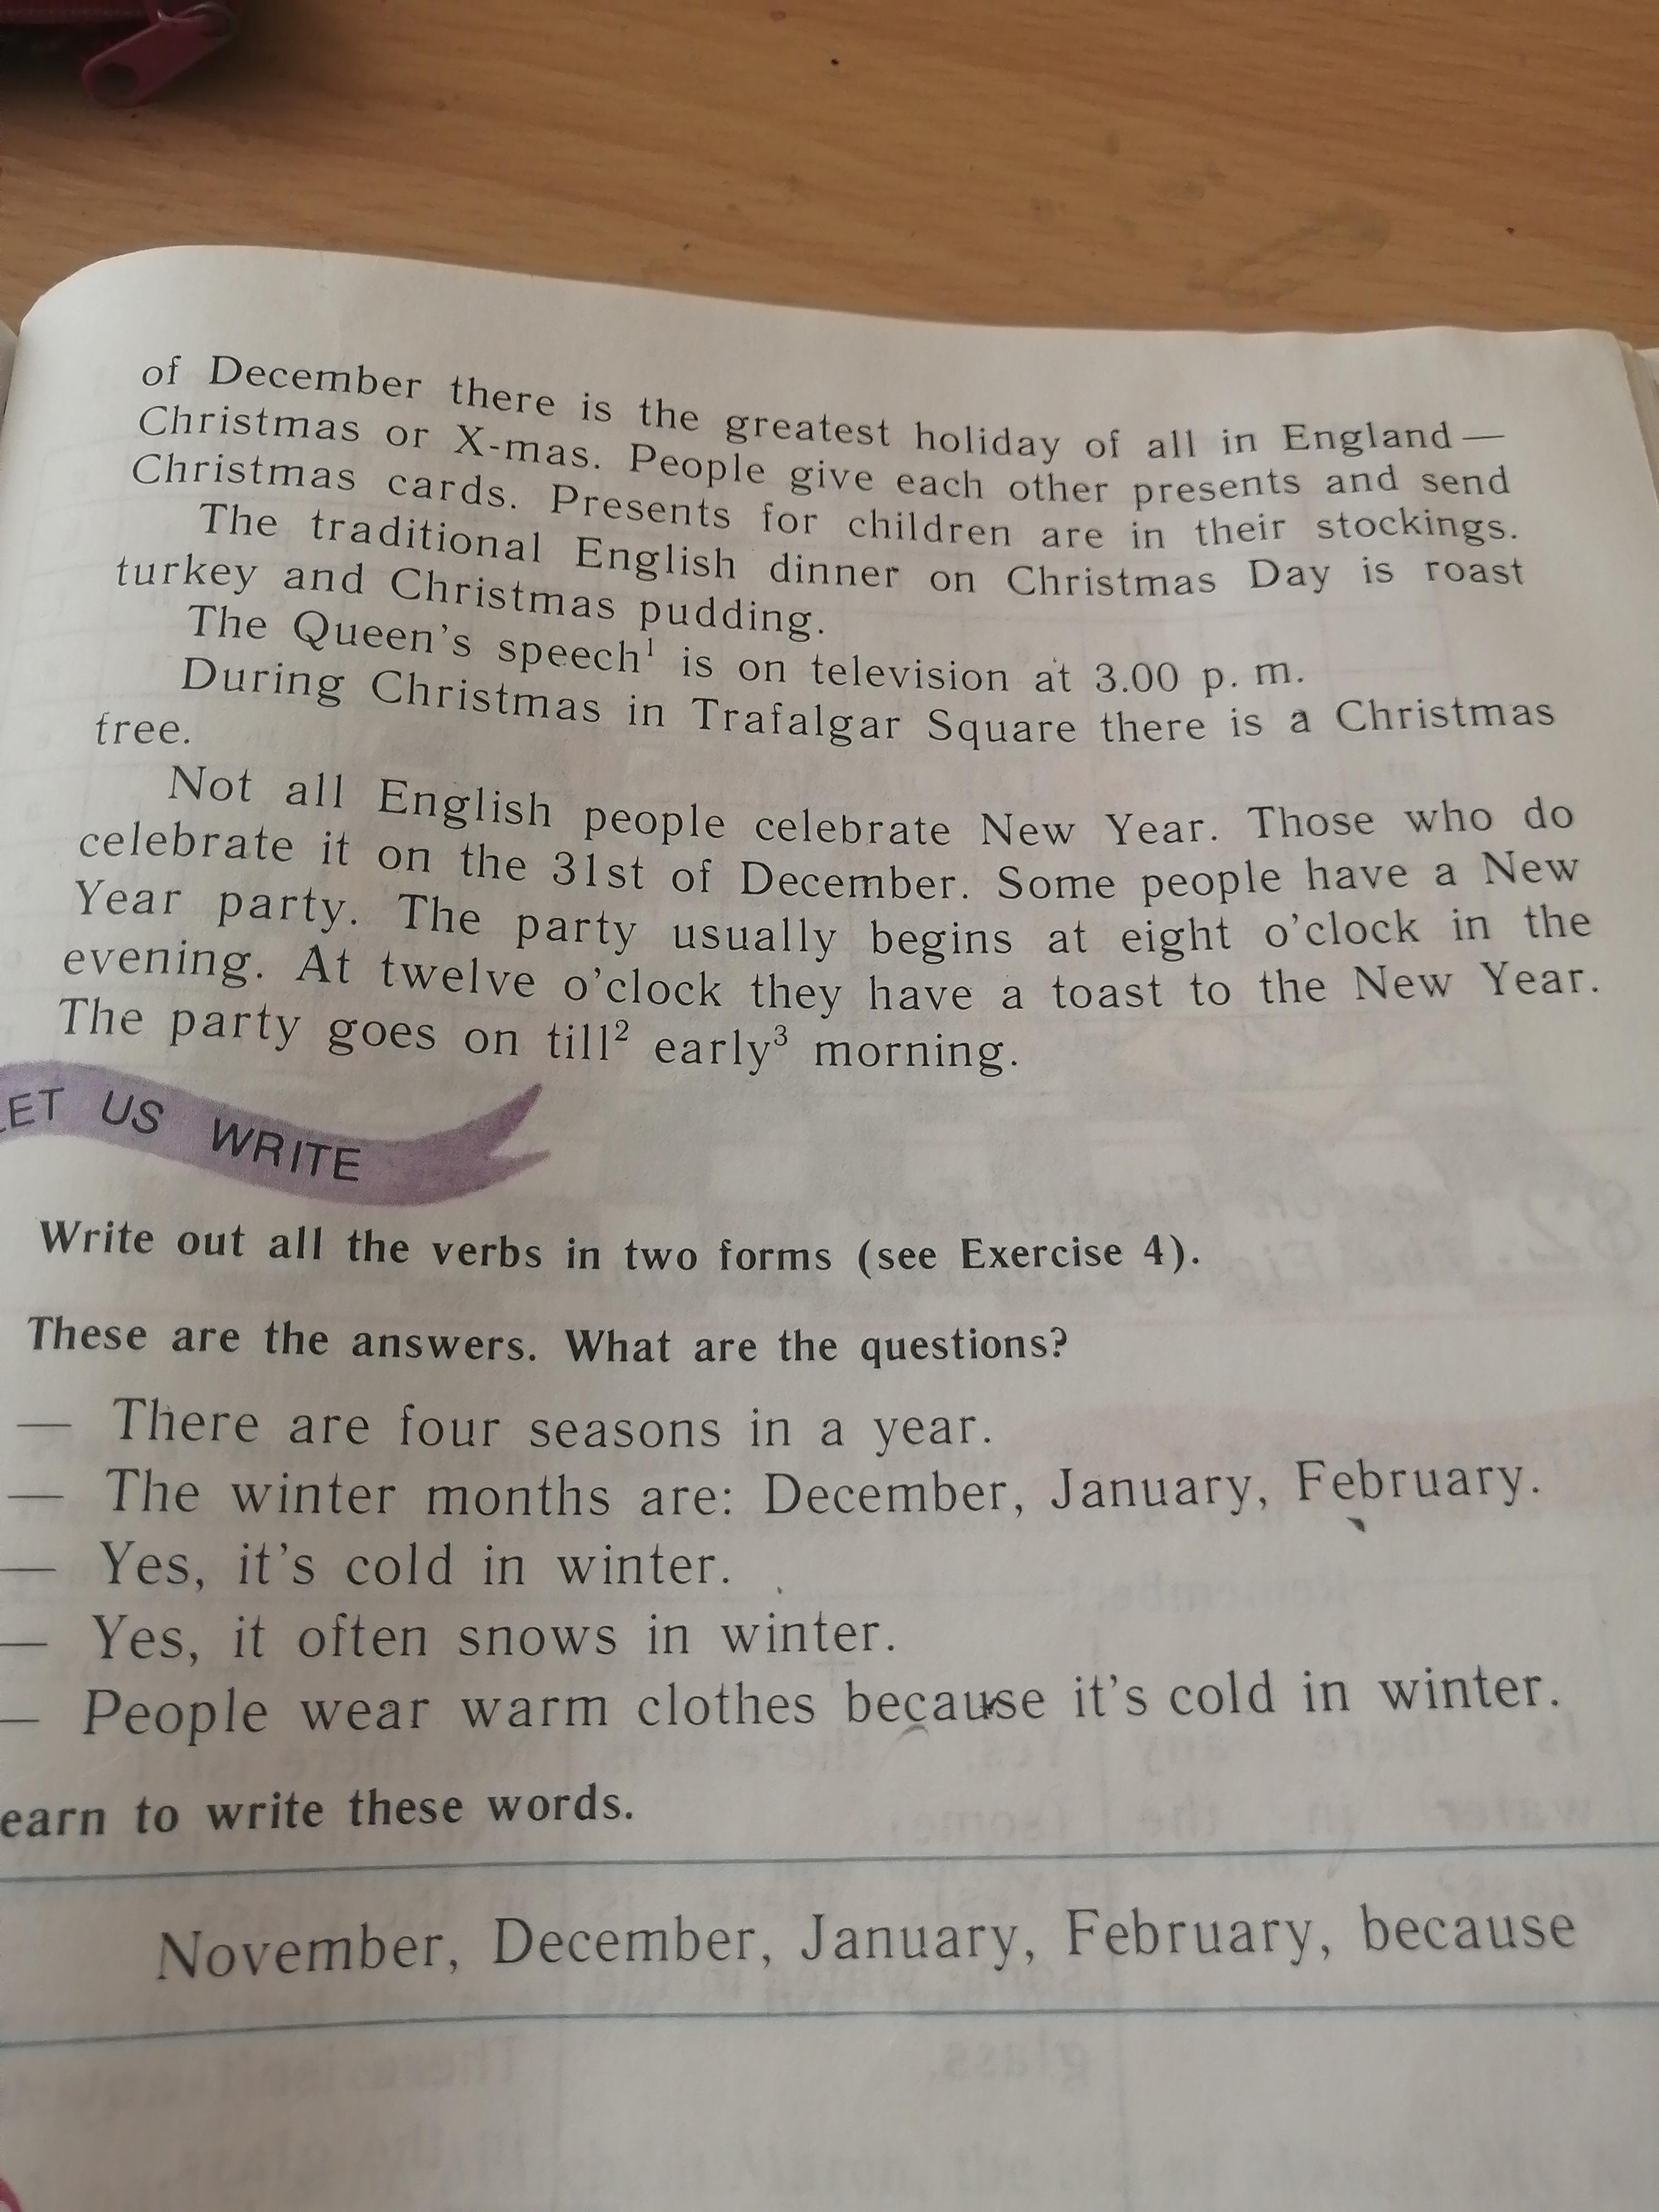 of December there is the greatest holiday of all in England —
Christmas or X-mas. People give each other presents and send
Christmas cards. Presents for children are in their stockings.
The traditional English dinner on Christmas Day is roast
turkey and Christmas pudding.
The Queen's speech¹ is on television at 3.00 p. m.
During Christmas in Trafalgar Square there is a Christmas
tree.
Not all English people celebrate New Year. Those who do
celebrate it on the 31st of December. Some people have a New
Year party. The party usually begins at eight o'clock in the
evening. At twelve o'clock they have a toast to the New Year.
The party goes on till² early³ morning.
ET US WRITE
Write out all the verbs in two forms (see Exercise 4).
These are the answers. What are the questions?
— There are four seasons in a year.
— The winter months are: December, January, February.
— Yes, it's cold in winter.
— Yes, it often snows in winter.
— People wear warm clothes because it's cold in winter.
earn to write these words.
November, December, January, February, because